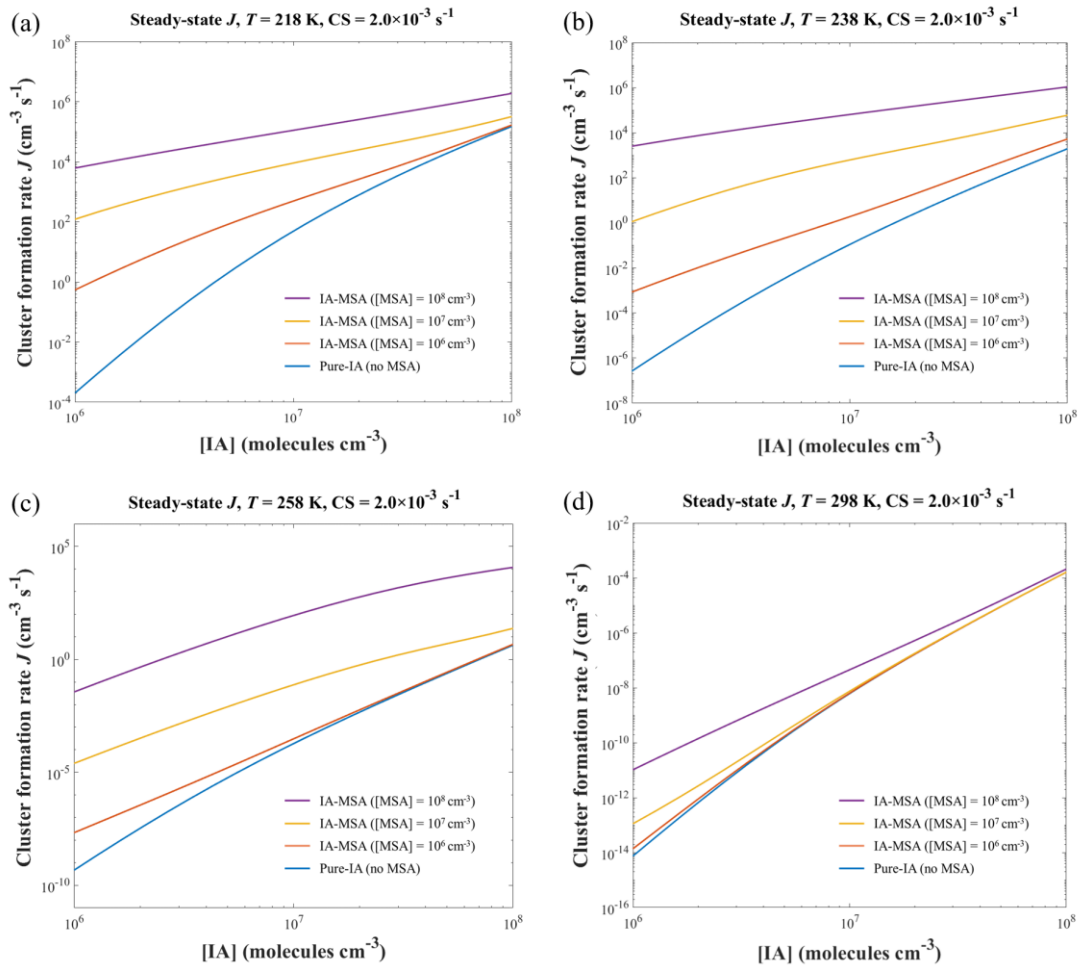 (a)
Steady-state J, T = 218 K, CS = 2.0×10⁻³ s⁻¹
Cluster formation rate J (cm⁻³ s⁻¹)
10⁸
10⁶
10⁴
10²
10⁰
10⁻²
10⁻⁴
IA-MSA ([MSA] = 10⁸ cm⁻³)
IA-MSA ([MSA] = 10⁷ cm⁻³)
IA-MSA ([MSA] = 10⁶ cm⁻³)
Pure-IA (no MSA)
10⁶ 10⁷ 10⁸
[IA] (molecules cm⁻³)
(b)
Steady-state J, T = 238 K, CS = 2.0×10⁻³ s⁻¹
Cluster formation rate J (cm⁻³ s⁻¹)
10⁸
10⁶
10⁴
10²
10⁰
10⁻²
10⁻⁴
10⁻⁶
10⁻⁸
IA-MSA ([MSA] = 10⁸ cm⁻³)
IA-MSA ([MSA] = 10⁷ cm⁻³)
IA-MSA ([MSA] = 10⁶ cm⁻³)
Pure-IA (no MSA)
10⁶ 10⁷ 10⁸
[IA] (molecules cm⁻³)
(c)
Steady-state J, T = 258 K, CS = 2.0×10⁻³ s⁻¹
Cluster formation rate J (cm⁻³ s⁻¹)
10⁵
10⁰
10⁻⁵
10⁻¹⁰
IA-MSA ([MSA] = 10⁸ cm⁻³)
IA-MSA ([MSA] = 10⁷ cm⁻³)
IA-MSA ([MSA] = 10⁶ cm⁻³)
Pure-IA (no MSA)
10⁶ 10⁷ 10⁸
[IA] (molecules cm⁻³)
(d)
Steady-state J, T = 298 K, CS = 2.0×10⁻³ s⁻¹
Cluster formation rate J (cm⁻³ s⁻¹)
10⁻²
10⁻⁴
10⁻⁶
10⁻⁸
10⁻¹⁰
10⁻¹²
10⁻¹⁴
10⁻¹⁶
IA-MSA ([MSA] = 10⁸ cm⁻³)
IA-MSA ([MSA] = 10⁷ cm⁻³)
IA-MSA ([MSA] = 10⁶ cm⁻³)
Pure-IA (no MSA)
10⁶ 10⁷ 10⁸
[IA] (molecules cm⁻³)